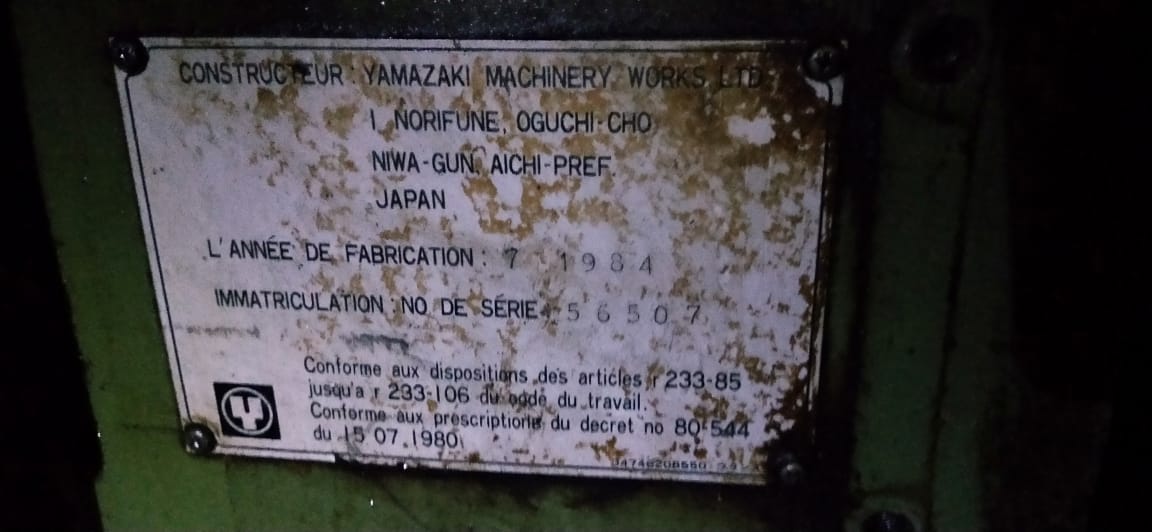 CONSTRUCTEUR : YAMAZAKI MACHINERY WORKS, LTD
1, NORIFUNE, OGUCHI-CHO
NIWA-GUN, AICHI-PREF.
JAPAN
L'ANNÉE DE FABRICATION : 7 1984
IMMATRICULATION : NO DE SÉRIE 56507
Conforme aux dispositions des articles r 233-85
jusqu'a r 233-106 du code du travail.
Conforme aux prescriptions du decret no 80-544
du 15.07.1980
Y